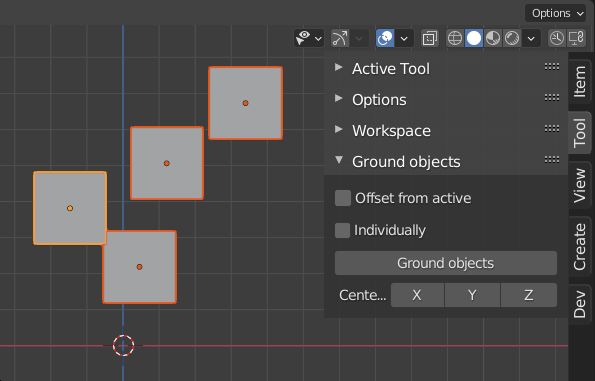 Options
Active Tool
Options
Workspace
Ground objects
Offset from active
Individually
Ground objects
Cente... X Y Z
Item
Tool
View
Create
Dev